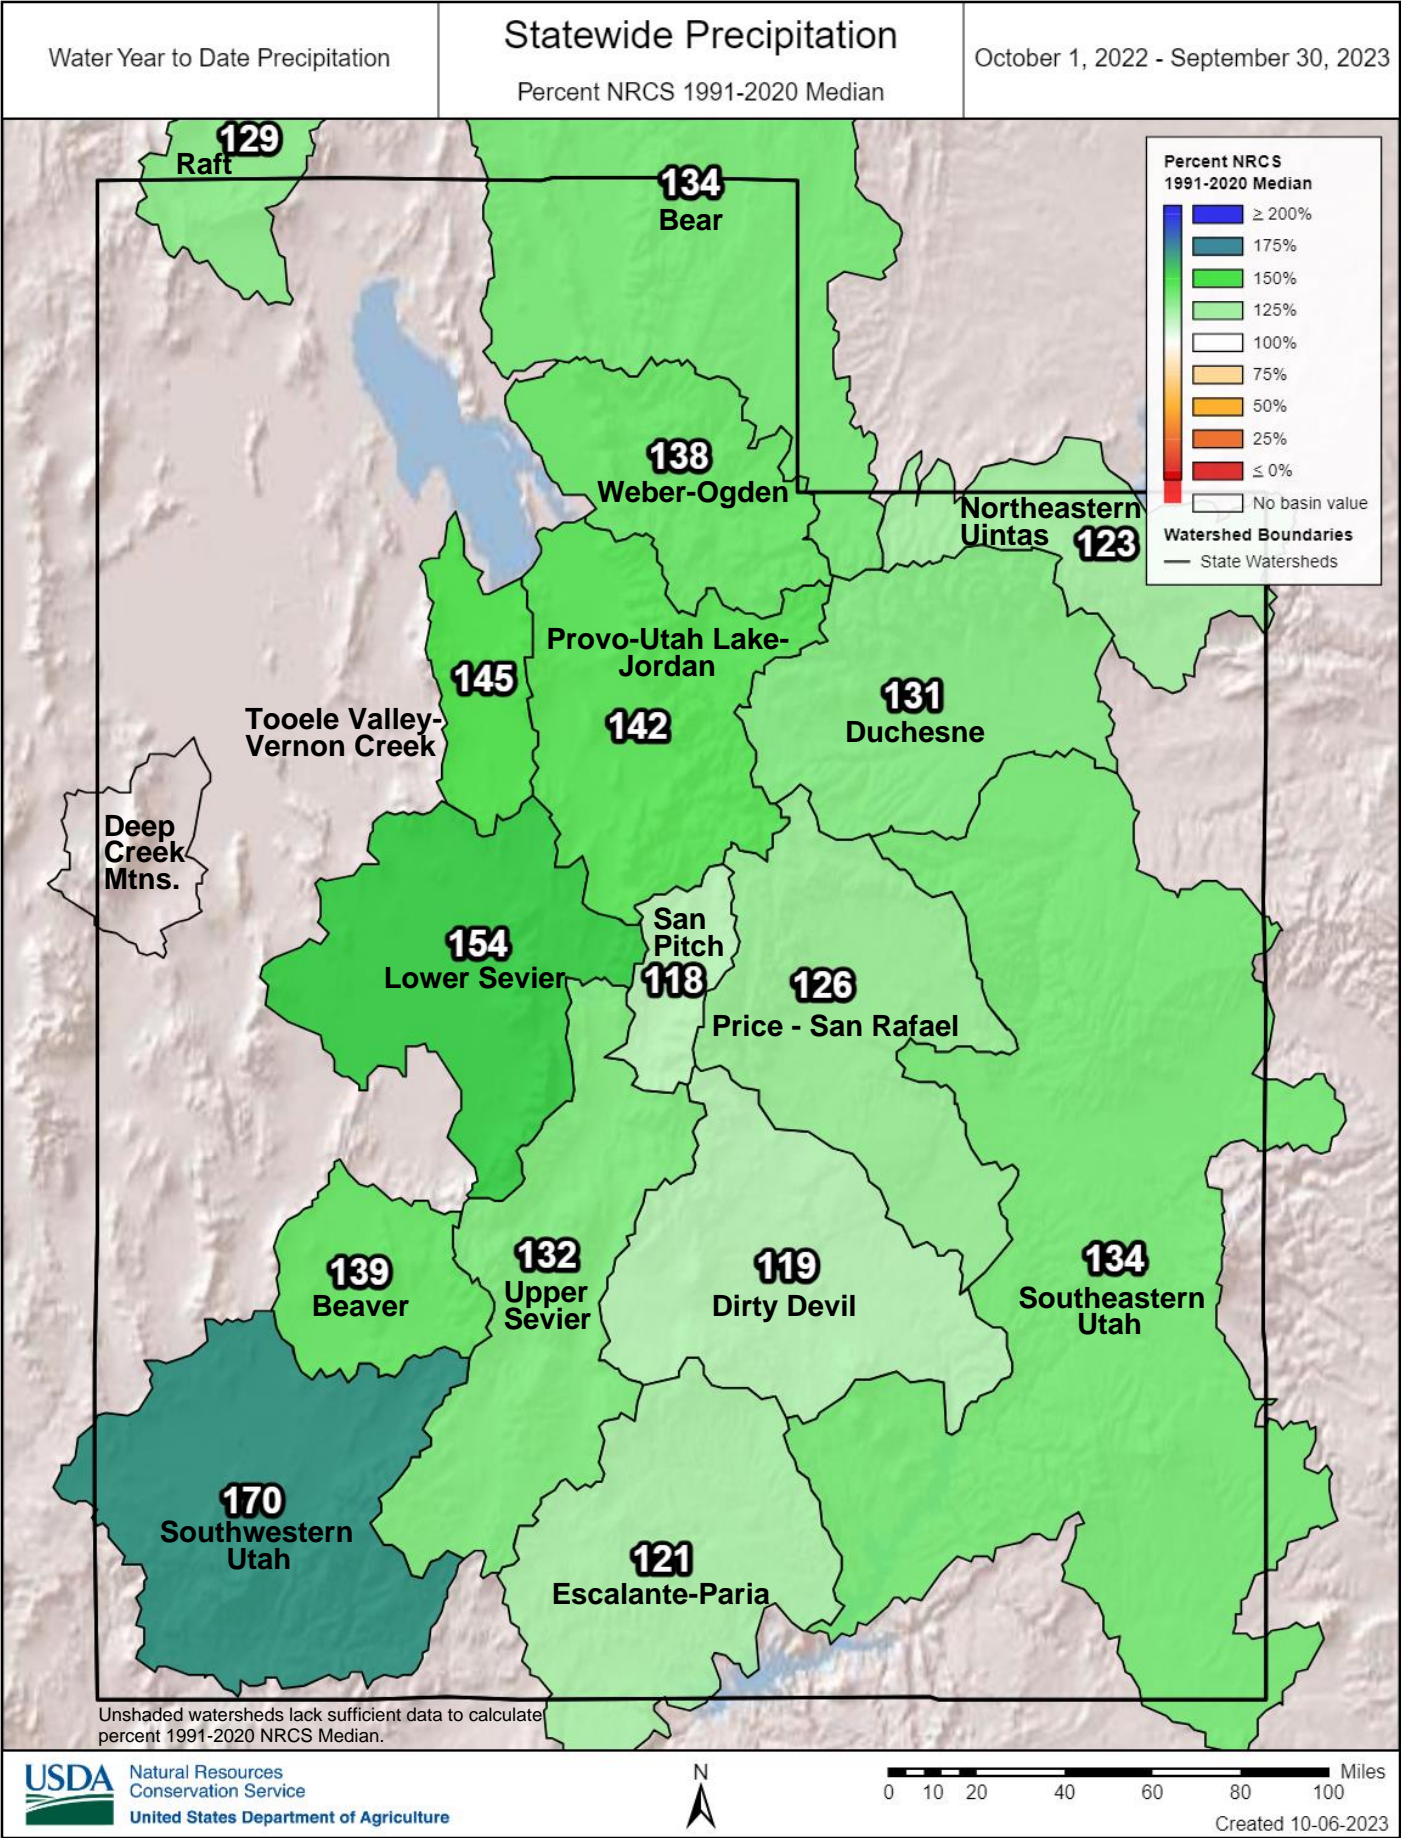 Water Year to Date Precipitation
Statewide Precipitation
Percent NRCS 1991-2020 Median
October 1, 2022 - September 30, 2023
129
Raft
134
Bear
Percent NRCS
1991-2020 Median
≥ 200%
175%
150%
125%
100%
75%
50%
25%
≤ 0%
No basin value
Watershed Boundaries
State Watersheds
138
Weber-Ogden
Northeastern
Uintas
123
Provo-Utah Lake-
Jordan
142
145
Tooele Valley-
Vernon Creek
131
Duchesne
Deep
Creek
Mtns.
154
Lower Sevier
San
Pitch
118
126
Price - San Rafael
139
Beaver
132
Upper
Sevier
119
Dirty Devil
134
Southeastern
Utah
170
Southwestern
Utah
121
Escalante-Paria
Unshaded watersheds lack sufficient data to calculate
percent 1991-2020 NRCS Median.
USDA
Natural Resources
Conservation Service
United States Department of Agriculture
N
Miles
0 10 20 40 60 80 100
Created 10-06-2023